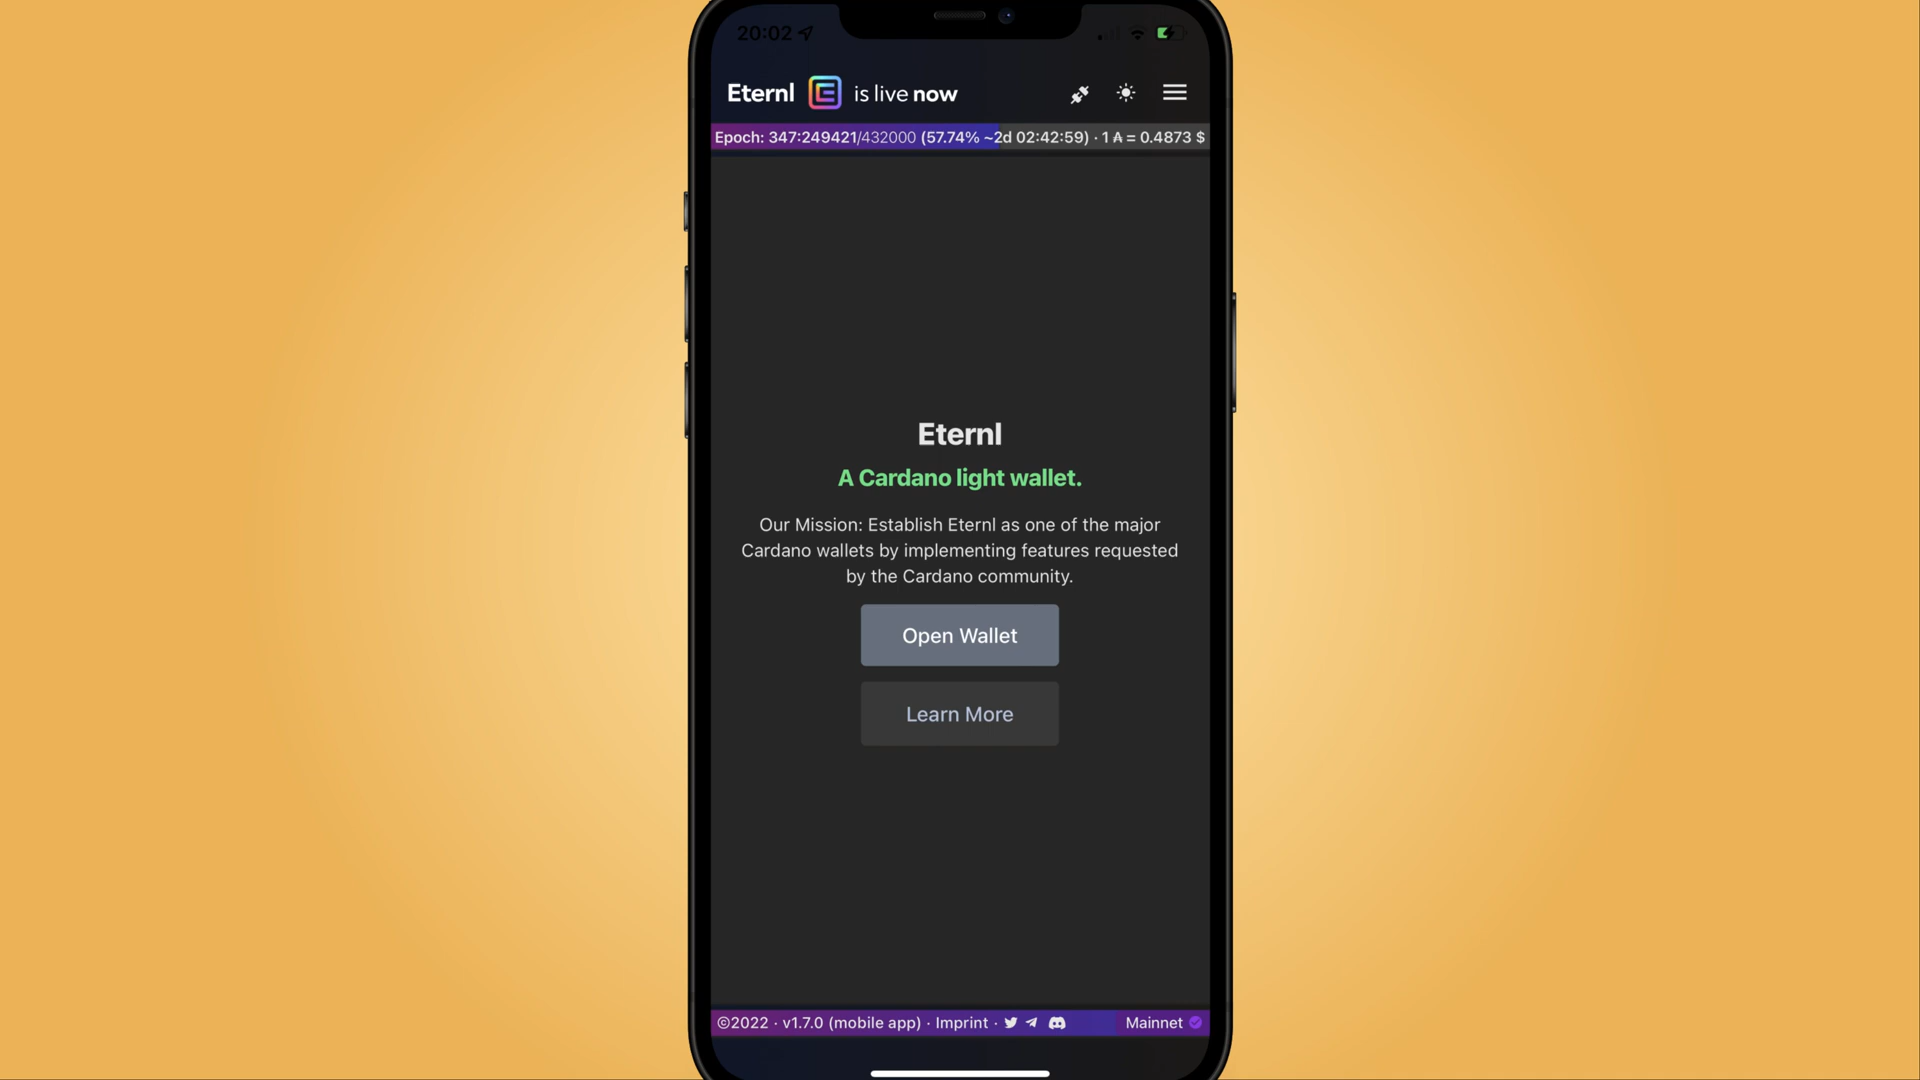 20:02
Eternl E is live now
Epoch: 347:249421/432000 (57.74% ~2d 02:42:59) · 1 ₳ = 0.4873 $
Eternl
A Cardano light wallet.
Our Mission: Establish Eternl as one of the major
Cardano wallets by implementing features requested
by the Cardano community.
Open Wallet
Learn More
©2022 · v1.7.0 (mobile app) · Imprint · Mainnet